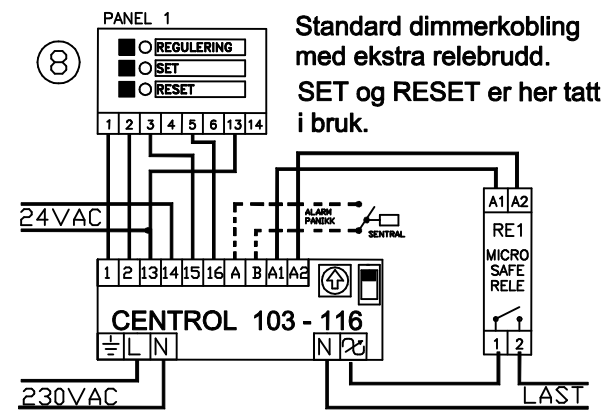 PANEL 1
Standard dimmerkobling
med ekstra relebrudd.
SET og RESET er her tatt
i bruk.
8
REGULERING
SET
RESET
1 2 3 4 5 6 13 14
24VAC
ALARM
PANIKK
SENTRAL
A1 A2
RE1
MICRO
SAFE
RELE
1 2
1 2 13 14 15 16 A B A1 A2
CENTROL 103 - 116
L N N
230VAC
LAST